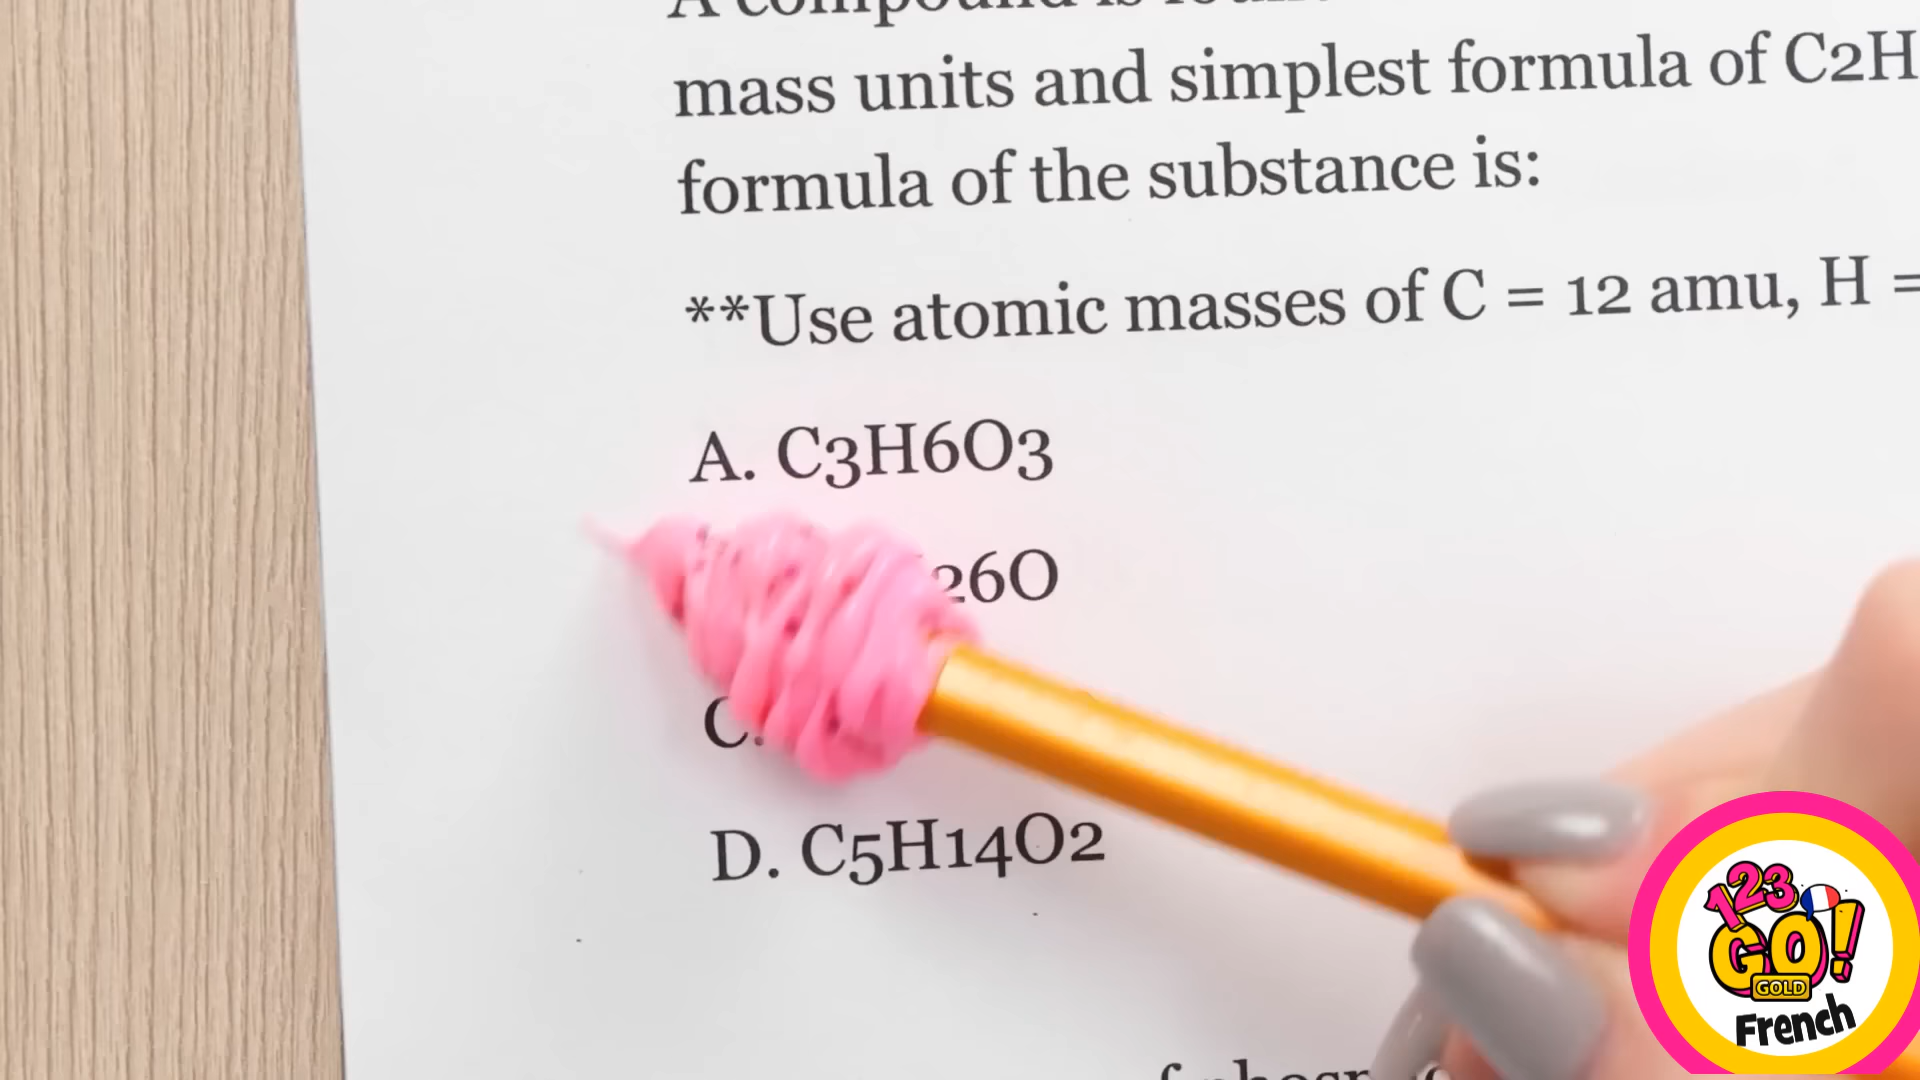 mass units and simplest formula of C2H
formula of the substance is:
**Use atomic masses of C = 12 amu, H =
A. C3H6O3
26O
C.
D. C5H14O2
123
GO!
GOLD
French